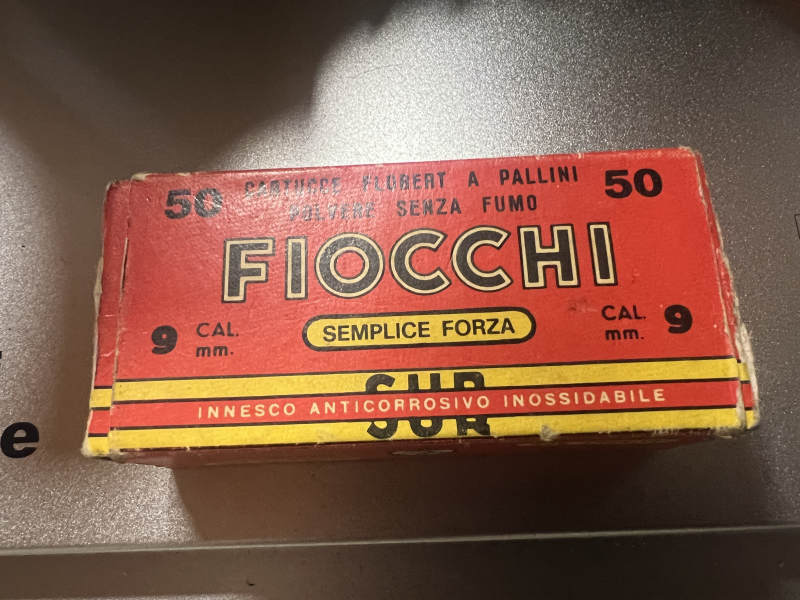 50 CARTUCCE FLOBERT A PALLINI 50
POLVERE SENZA FUMO
FIOCCHI
SEMPLICE FORZA
9 CAL. mm.
CAL. mm. 9
SUR
INNESCO ANTICORROSIVO INOSSIDABILE
e